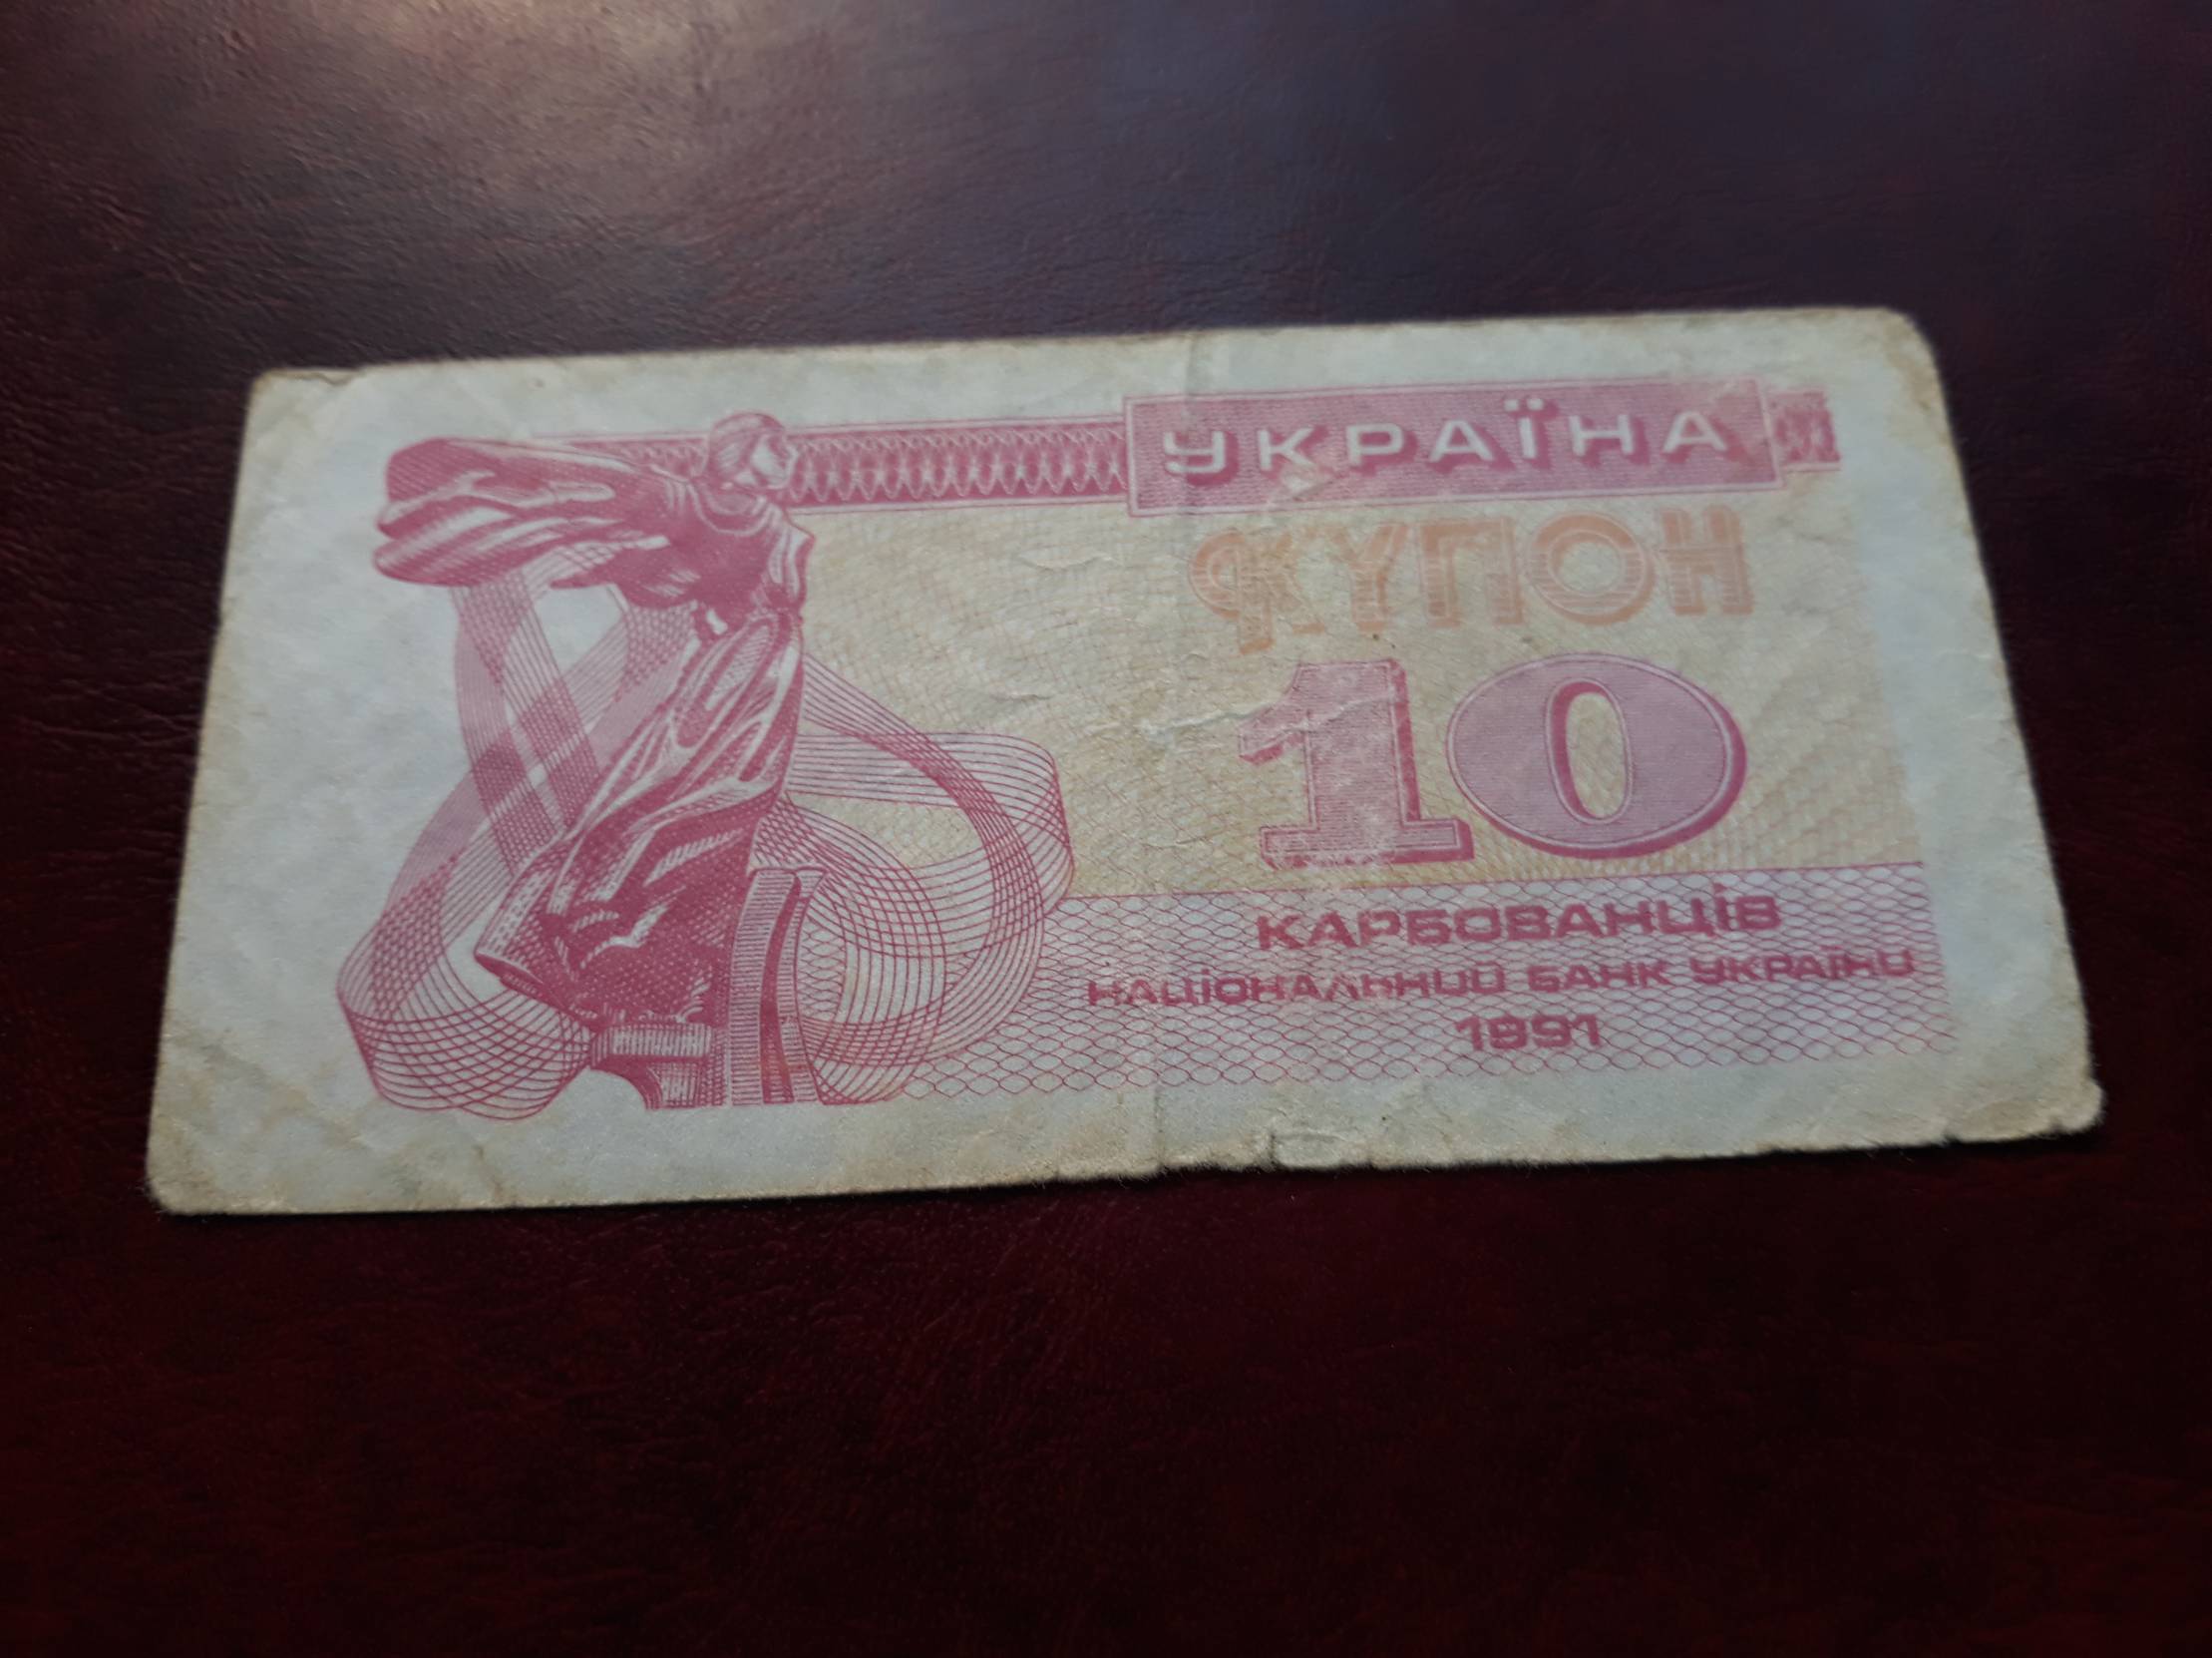 УКРАЇНА
КУПОН
10
КАРБОВАНЦІВ
НАЦІОНАЛЬНИЙ БАНК УКРАЇНИ
1991